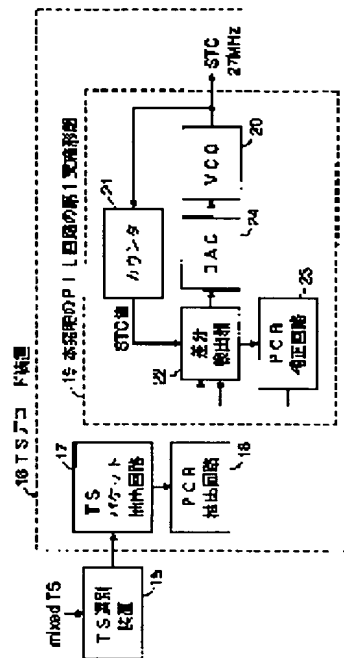 16 TSデコード装置
19 本発明のPLL回路の第1実施形態
mixed TS
TS選別
装置
15
17
TS
パケット
抽出回路
PCR
抽出回路
18
21
カウンタ
STC値
22
差分
検出器
DAC
24
VCO
20
STC
27MHz
PCR
補正回路